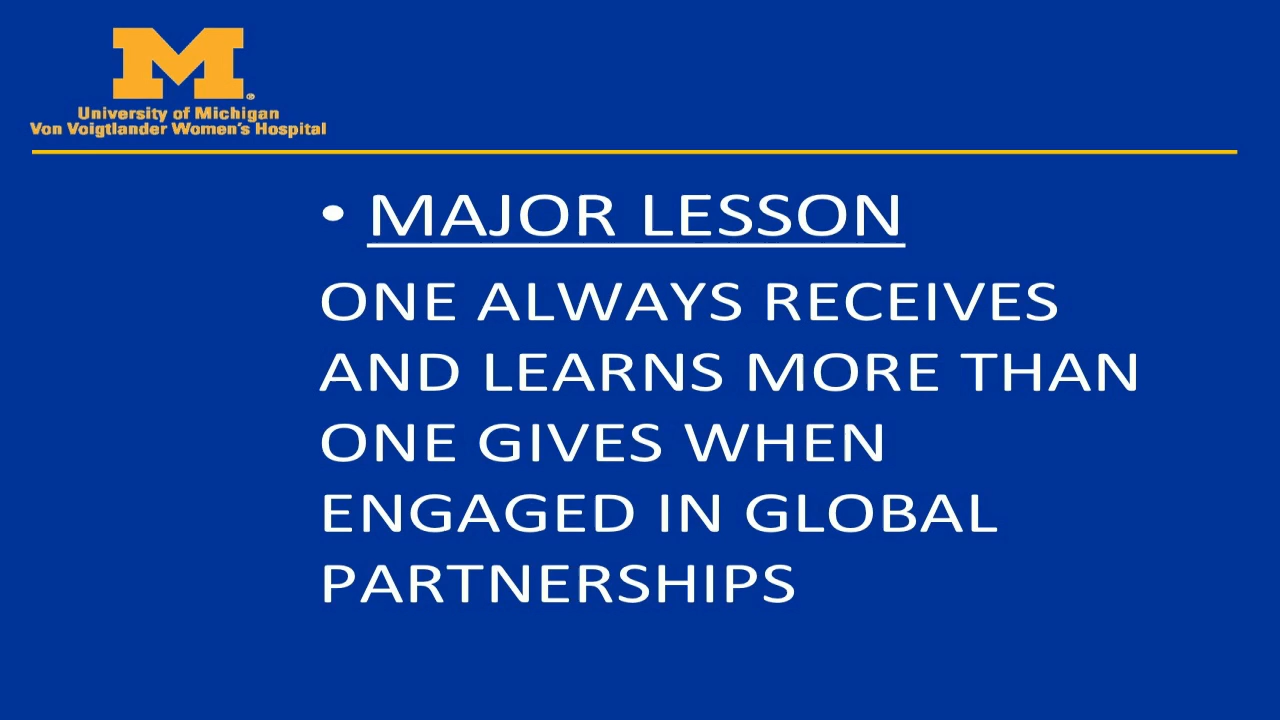 M
University of Michigan
Von Voigtlander Women's Hospital
• MAJOR LESSON
ONE ALWAYS RECEIVES
AND LEARNS MORE THAN
ONE GIVES WHEN
ENGAGED IN GLOBAL
PARTNERSHIPS